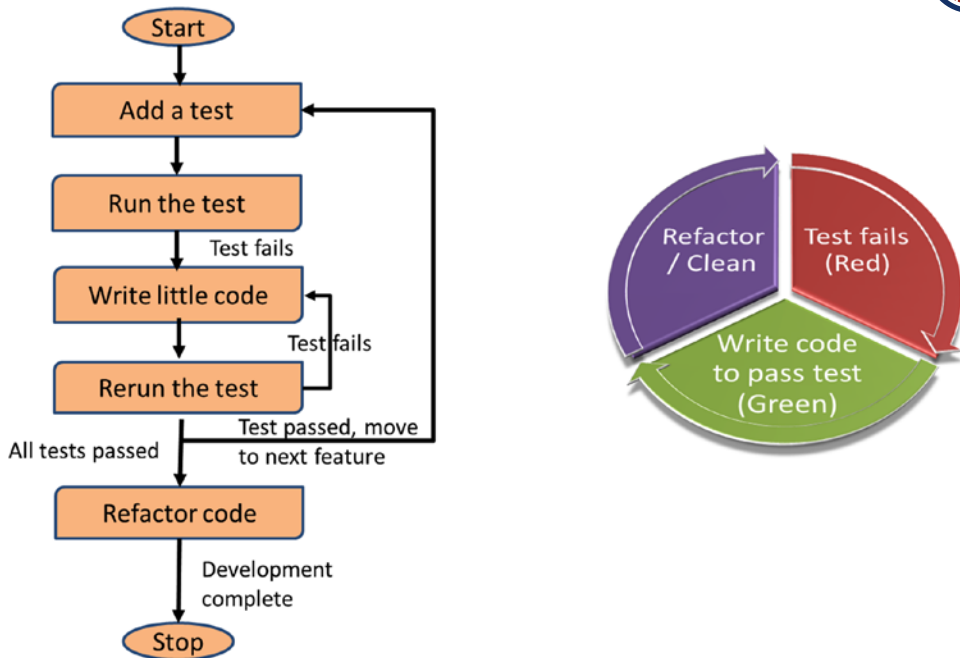 Start
Add a test
Run the test
Test fails
Write little code
Test fails
Rerun the test
All tests passed
Test passed, move
to next feature
Refactor code
Development
complete
Stop
Refactor
/ Clean
Test fails
(Red)
Write code
to pass test
(Green)